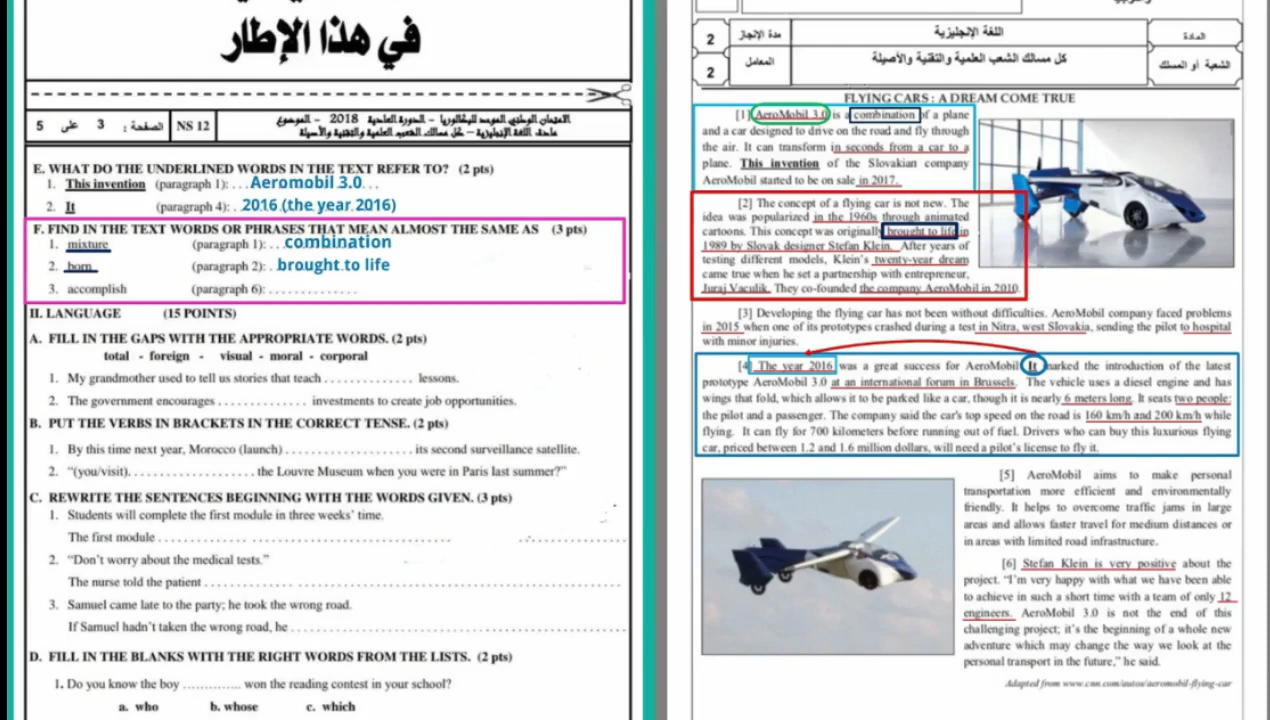 في هذا الإطار
الصفحة : 3 على 5
NS 12
الامتحان الوطني الموحد للبكالوريا - الدورة العادية 2018 - الموضوع
مادة: اللغة الإنجليزية – كل مسالك الشعب العلمية والتقنية والأصيلة
E. WHAT DO THE UNDERLINED WORDS IN THE TEXT REFER TO? (2 pts)
1. This invention (paragraph 1): . . . Aeromobil 3.0 . . .
2. It (paragraph 4): . 2016 (the year 2016)
F. FIND IN THE TEXT WORDS OR PHRASES THAT MEAN ALMOST THE SAME AS (3 pts)
1. mixture (paragraph 1): . . . combination
2. born (paragraph 2): . . brought to life
3. accomplish (paragraph 6): . . . . . . . . . . . . .
II. LANGUAGE (15 POINTS)
A. FILL IN THE GAPS WITH THE APPROPRIATE WORDS. (2 pts)
total - foreign - visual - moral - corporal
1. My grandmother used to tell us stories that teach . . . . . . . . . . . . . lessons.
2. The government encourages . . . . . . . . . . . . . investments to create job opportunities.
B. PUT THE VERBS IN BRACKETS IN THE CORRECT TENSE. (2 pts)
1. By this time next year, Morocco (launch) . . . . . . . . . . . . . . . . . . its second surveillance satellite.
2. “(you/visit). . . . . . . . . . . . . . . . . . the Louvre Museum when you were in Paris last summer?”
C. REWRITE THE SENTENCES BEGINNING WITH THE WORDS GIVEN. (3 pts)
1. Students will complete the first module in three weeks’ time.
The first module . . . . . . . . . . . . . . . . . . . . . . . . . . . . . .
2. “Don’t worry about the medical tests.”
The nurse told the patient . . . . . . . . . . . . . . . . . . . . . . . . . . . . . .
3. Samuel came late to the party; he took the wrong road.
If Samuel hadn’t taken the wrong road, he . . . . . . . . . . . . . . . . . . . . . . . . . . . . . .
D. FILL IN THE BLANKS WITH THE RIGHT WORDS FROM THE LISTS. (2 pts)
1. Do you know the boy ………….. won the reading contest in your school?
a. who b. whose c. which
المادة
اللغة الإنجليزية
مدة الإنجاز
2
الشعبة أو المسلك
كل مسالك الشعب العلمية والتقنية والأصيلة
المعامل
2
FLYING CARS : A DREAM COME TRUE
[1] AeroMobil 3.0 is a combination of a plane
and a car designed to drive on the road and fly through
the air. It can transform in seconds from a car to a
plane. This invention of the Slovakian company
AeroMobil started to be on sale in 2017.
[2] The concept of a flying car is not new. The
idea was popularized in the 1960s through animated
cartoons. This concept was originally brought to life in
1989 by Slovak designer Stefan Klein. After years of
testing different models, Klein’s twenty-year dream
came true when he set a partnership with entrepreneur,
Juraj Vaculik. They co-founded the company AeroMobil in 2010.
[3] Developing the flying car has not been without difficulties. AeroMobil company faced problems
in 2015 when one of its prototypes crashed during a test in Nitra, west Slovakia, sending the pilot to hospital
with minor injuries.
[4] The year 2016 was a great success for AeroMobil It marked the introduction of the latest
prototype AeroMobil 3.0 at an international forum in Brussels. The vehicle uses a diesel engine and has
wings that fold, which allows it to be parked like a car, though it is nearly 6 meters long. It seats two people:
the pilot and a passenger. The company said the car's top speed on the road is 160 km/h and 200 km/h while
flying. It can fly for 700 kilometers before running out of fuel. Drivers who can buy this luxurious flying
car, priced between 1.2 and 1.6 million dollars, will need a pilot’s license to fly it.
[5] AeroMobil aims to make personal
transportation more efficient and environmentally
friendly. It helps to overcome traffic jams in large
areas and allows faster travel for medium distances or
in areas with limited road infrastructure.
[6] Stefan Klein is very positive about the
project. “I’m very happy with what we have been able
to achieve in such a short time with a team of only 12
engineers. AeroMobil 3.0 is not the end of this
challenging project; it’s the beginning of a whole new
adventure which may change the way we look at the
personal transport in the future,” he said.
Adapted from www.cnn.com/autos/aeromobil-flying-car